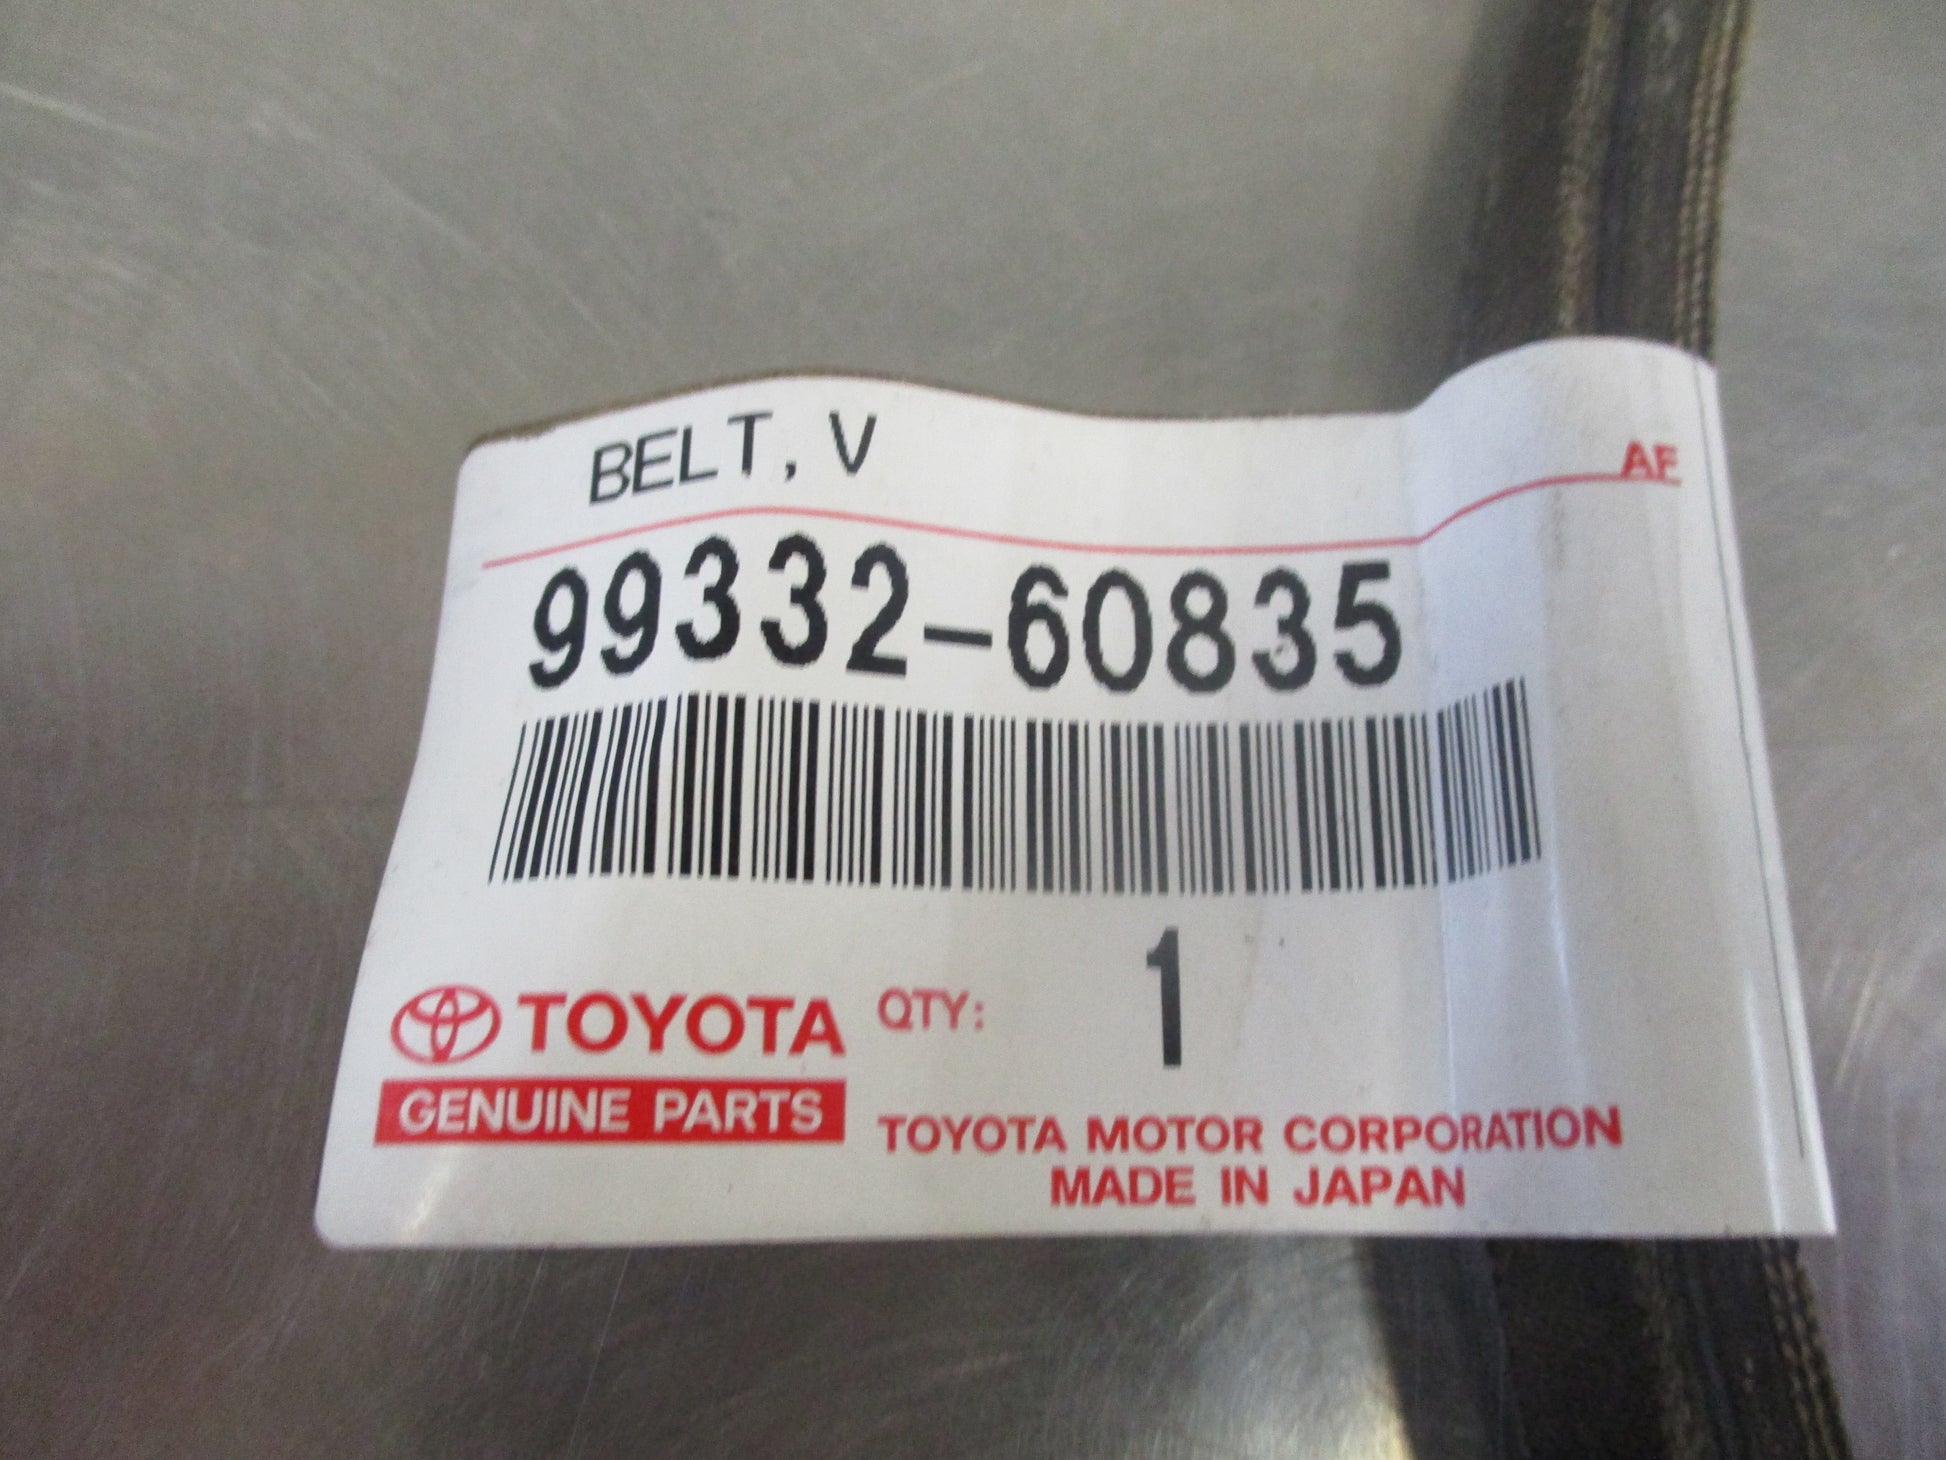 BELT, V
AF
99332-60835
TOYOTA QTY: 1
GENUINE PARTS
TOYOTA MOTOR CORPORATION
MADE IN JAPAN